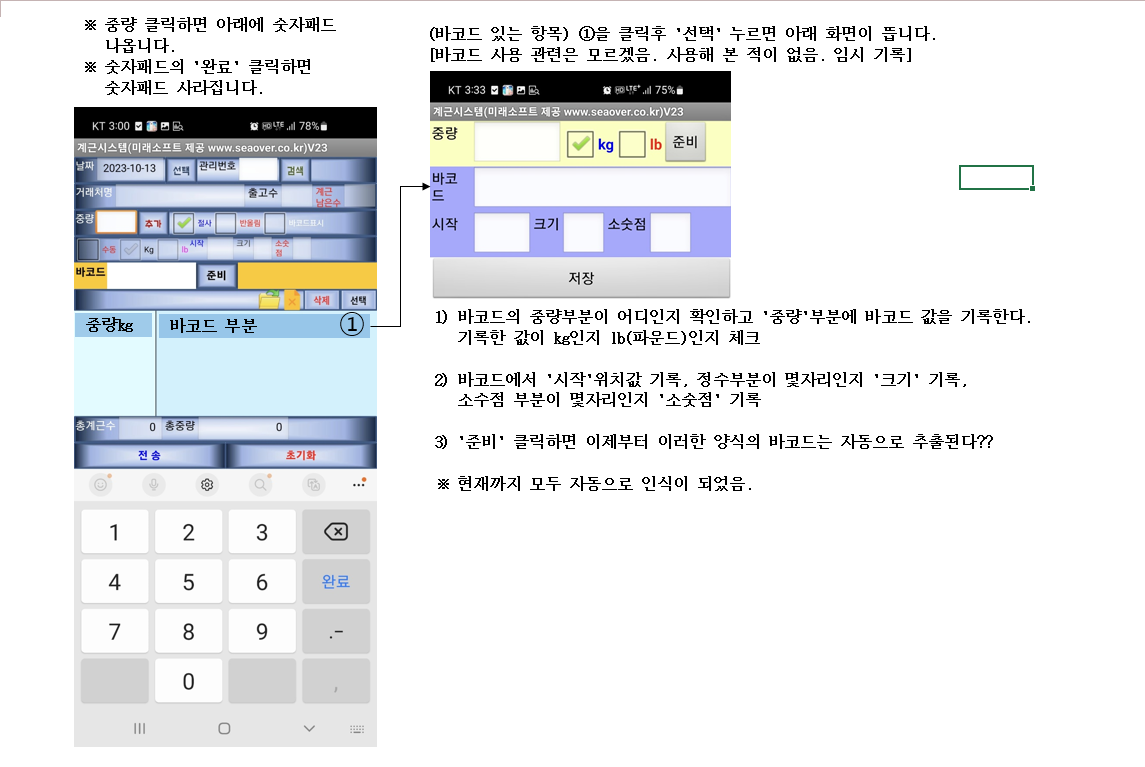 ※ 중량 클릭하면 아래에 숫자패드
나옵니다.
※ 숫자패드의 '완료' 클릭하면
숫자패드 사라집니다.
KT 3:00
LTE 78%
계근시스템(미래소프트 제공 www.seaover.co.kr)V23
날짜 2023-10-13 선택 관리번호 검색
거래처명 출고수 계근
남은수
중량 추가 절사 반올림 바코드표시
수동 Kg lb 시작 크기 소숫
점
바코드 준비
삭제 선택
중량kg 바코드 부분 ①
총계근수 0 총중량 0
전송 초기화
1 2 3
4 5 6 완료
7 8 9 .-
0 ,
(바코드 있는 항목) ①을 클릭후 '선택' 누르면 아래 화면이 뜹니다.
[바코드 사용 관련은 모르겠음. 사용해 본 적이 없음. 임시 기록]
KT 3:33
LTE+ 75%
계근시스템(미래소프트 제공 www.seaover.co.kr)V23
중량 kg lb 준비
바코
드
시작 크기 소숫점
저장
1) 바코드의 중량부분이 어디인지 확인하고 '중량'부분에 바코드 값을 기록한다.
기록한 값이 kg인지 lb(파운드)인지 체크
2) 바코드에서 '시작'위치값 기록, 정수부분이 몇자리인지 '크기' 기록,
소수점 부분이 몇자리인지 '소숫점' 기록
3) '준비' 클릭하면 이제부터 이러한 양식의 바코드는 자동으로 추출된다??
※ 현재까지 모두 자동으로 인식이 되었음.